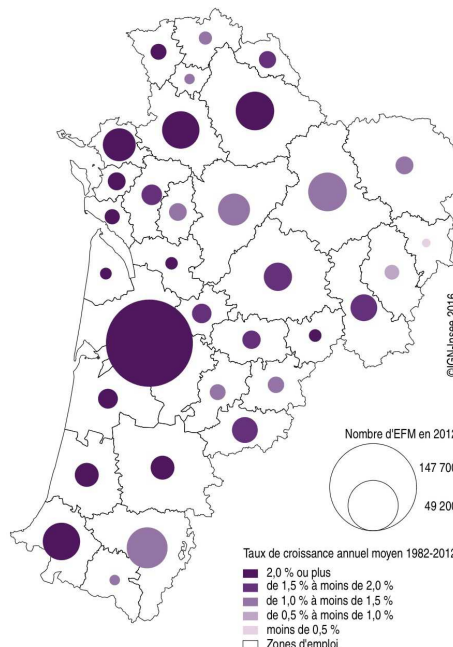 ©IGN-Insee 2016
Nombre d'EFM en 2012
147 700
49 200
Taux de croissance annuel moyen 1982-2012
2,0 % ou plus
de 1,5 % à moins de 2,0 %
de 1,0 % à moins de 1,5 %
de 0,5 % à moins de 1,0 %
moins de 0,5 %
Zones d'emploi